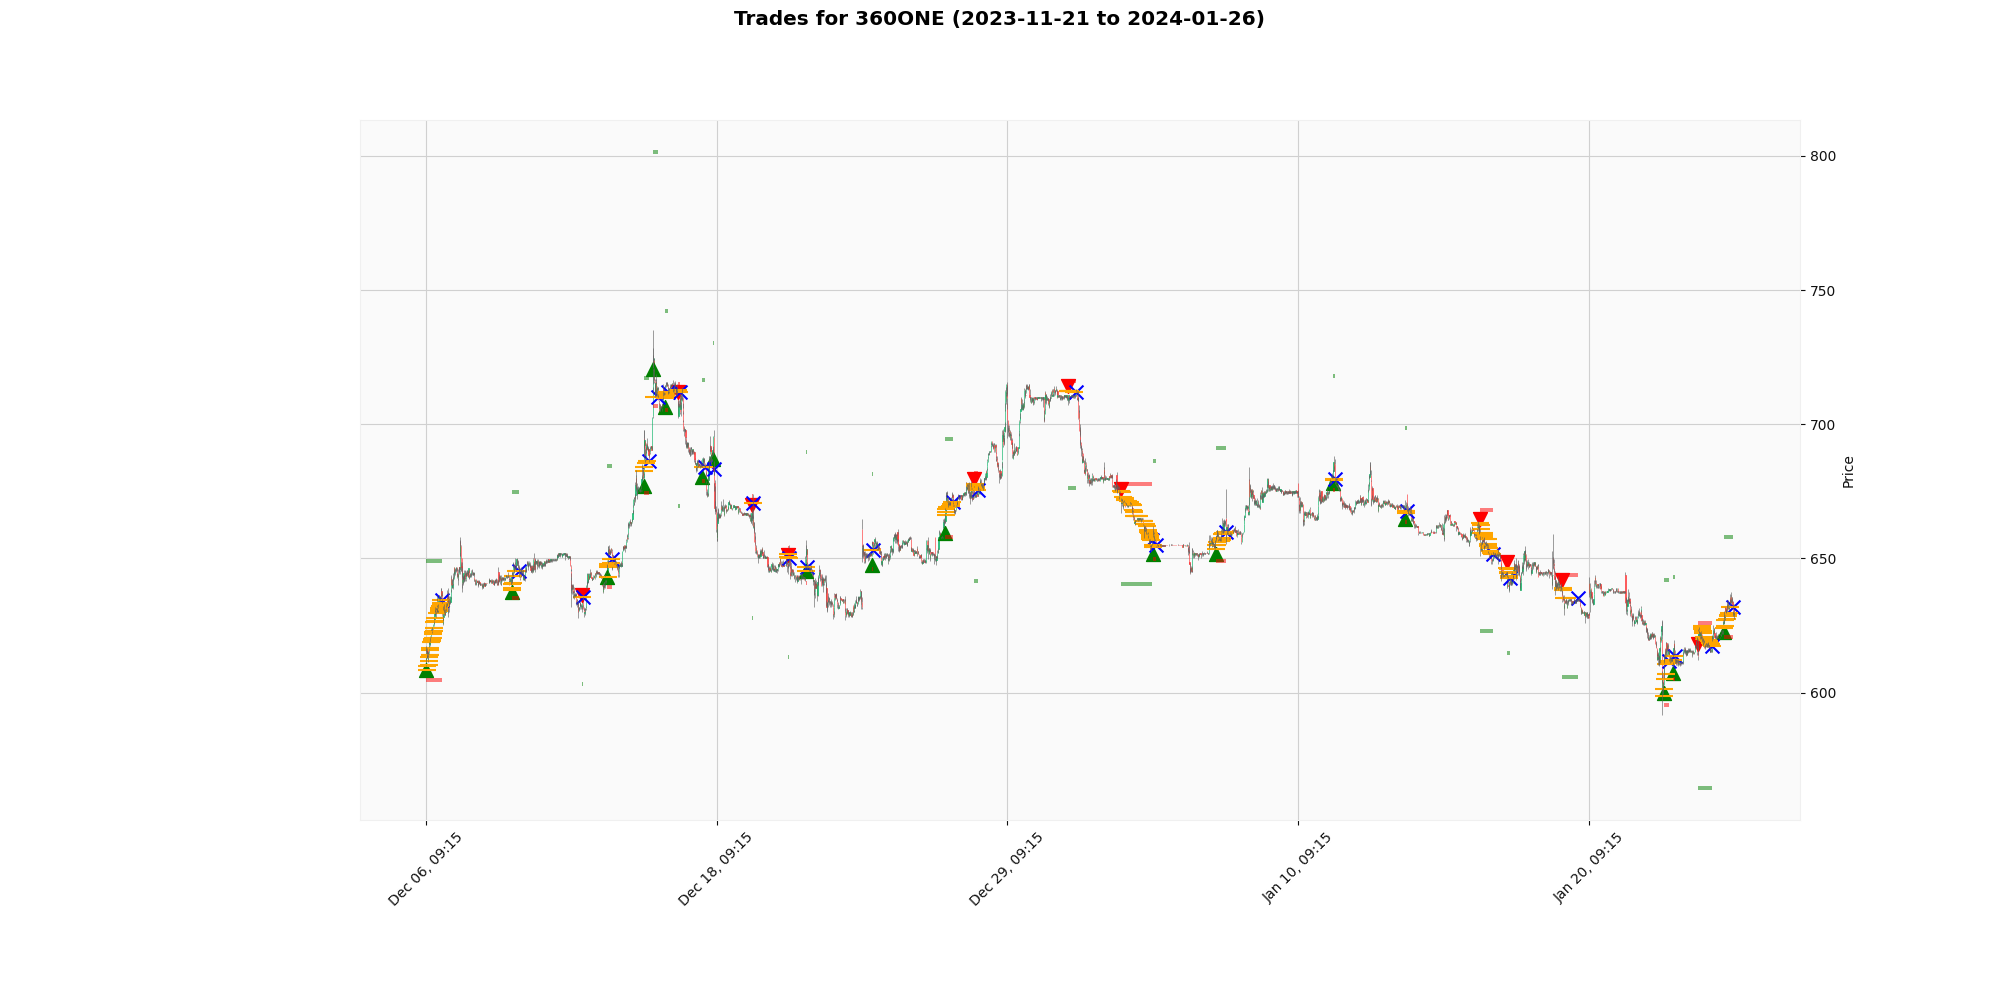 Trades for 360ONE (2023-11-21 to 2024-01-26)
800
750
700
650
600
Price
Dec 06, 09:15
Dec 18, 09:15
Dec 29, 09:15
Jan 10, 09:15
Jan 20, 09:15